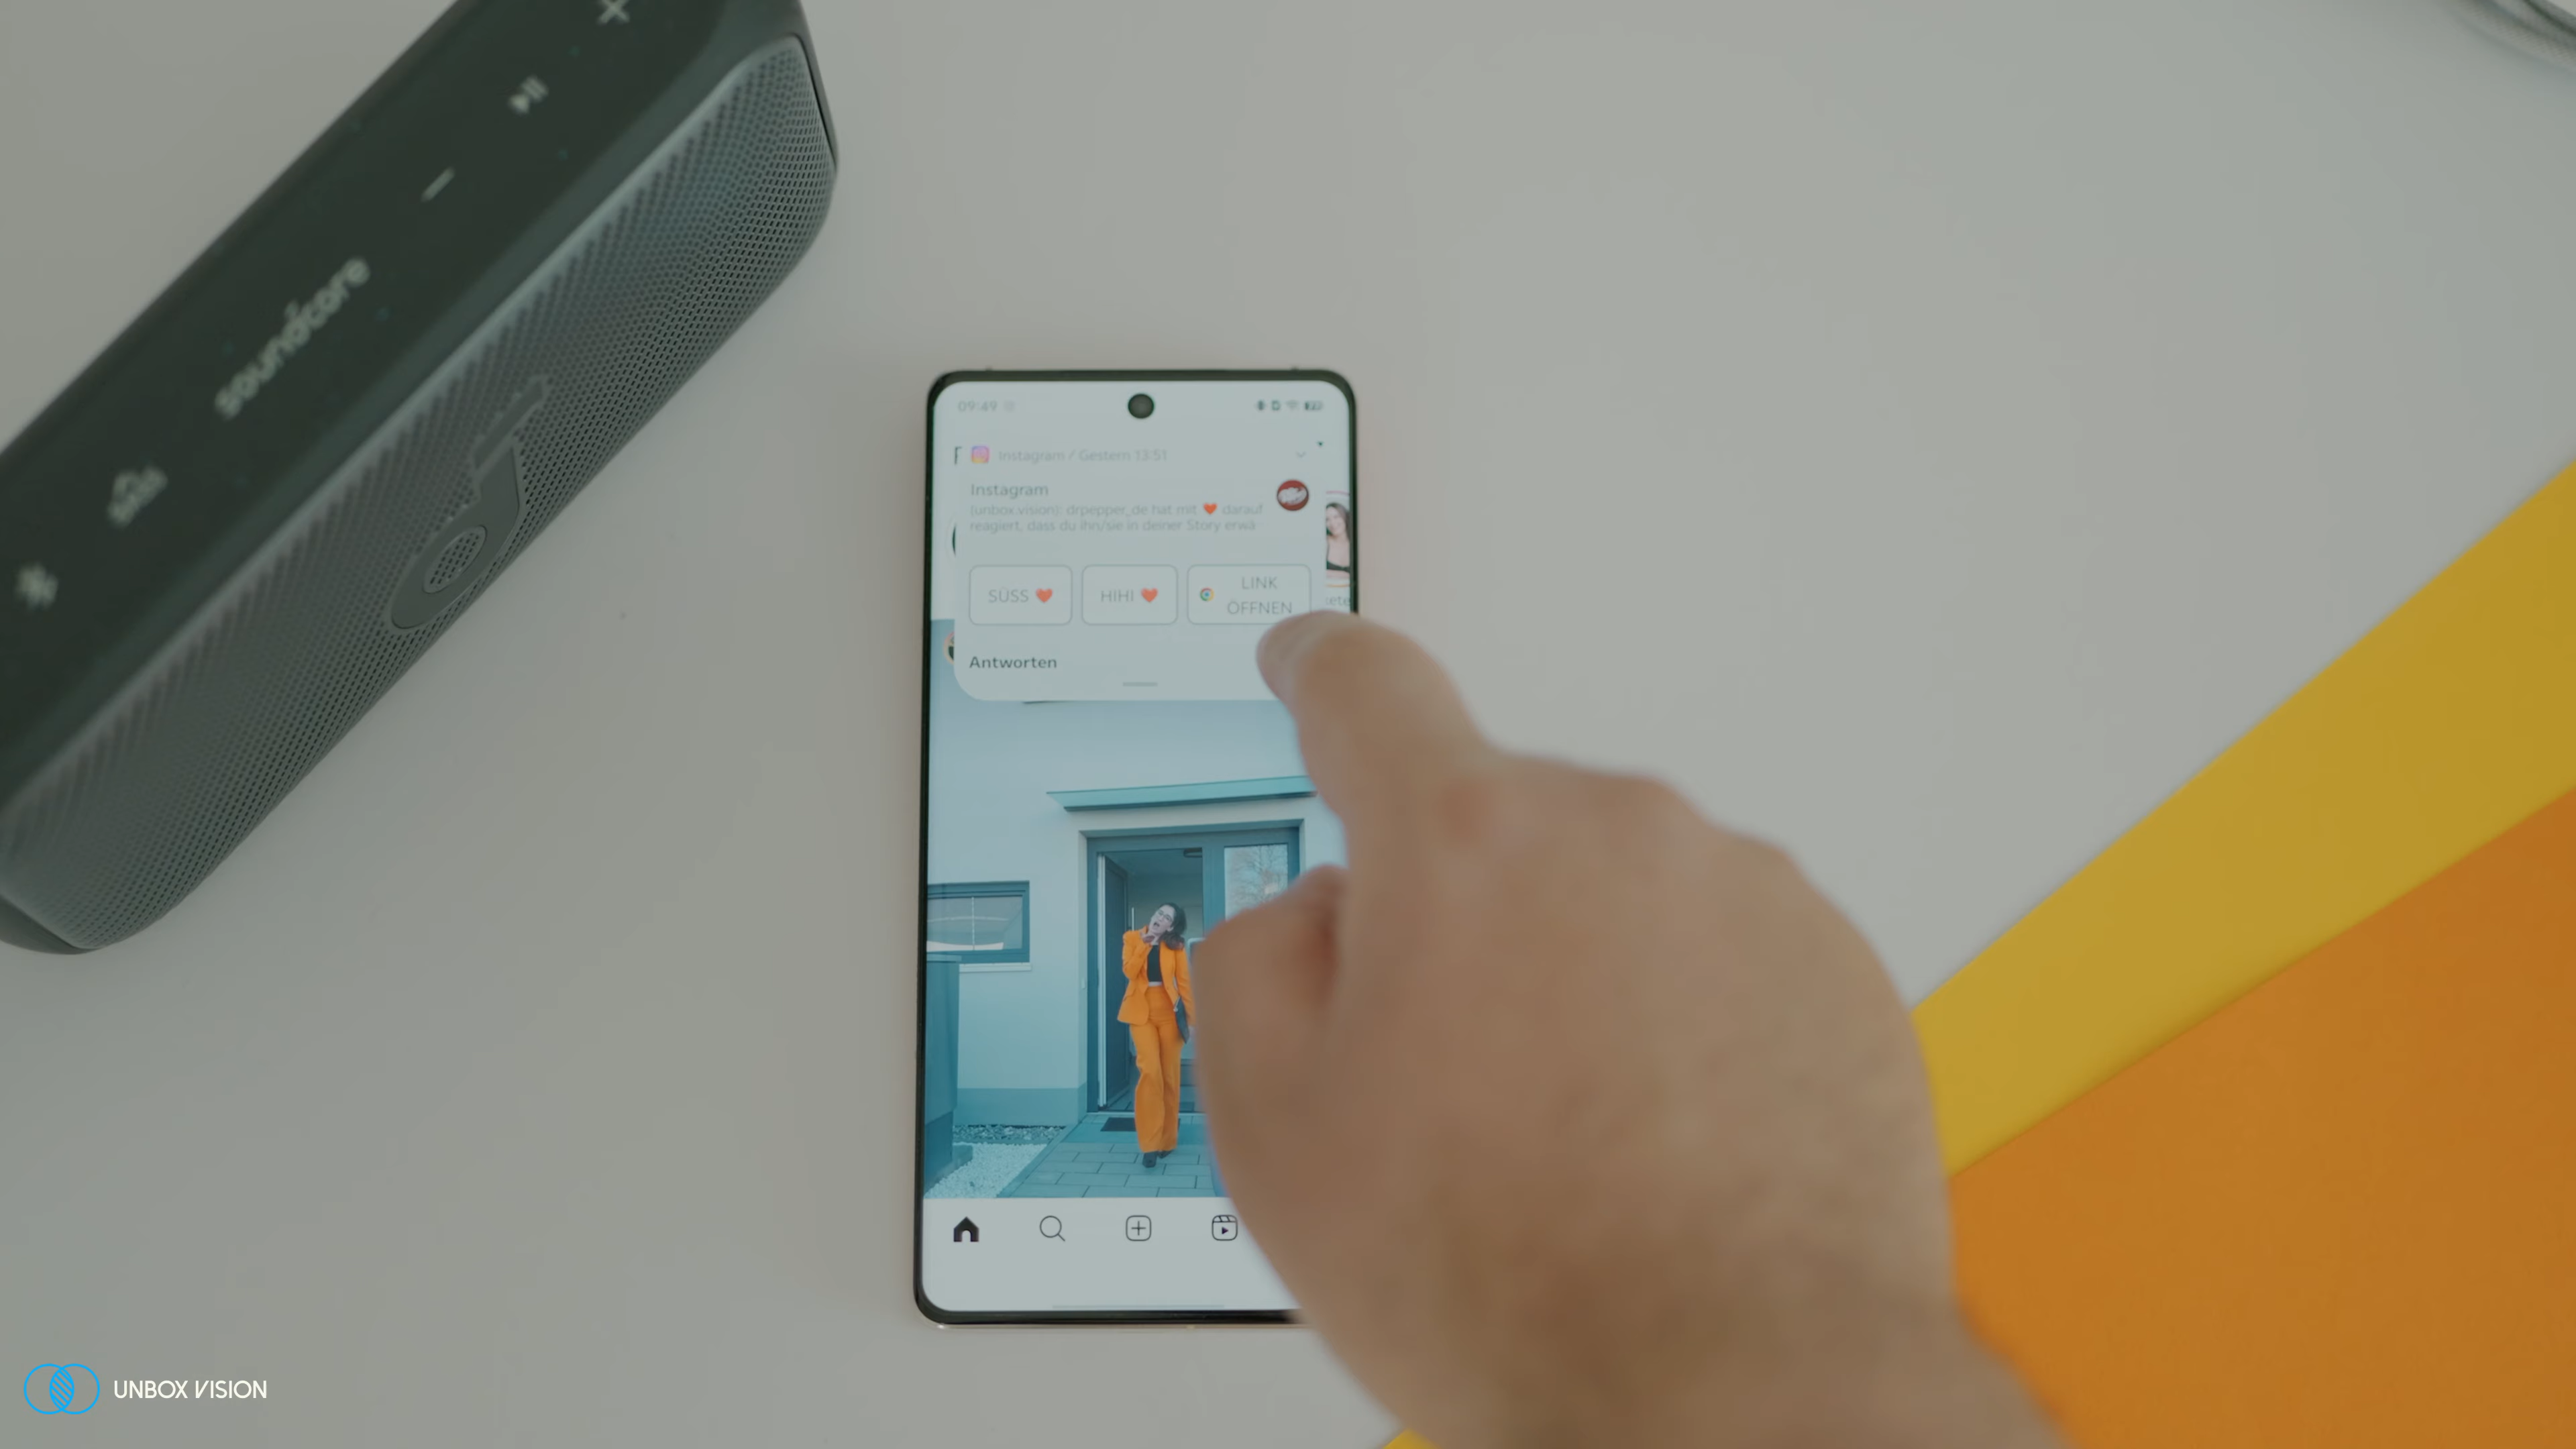 soundcore
BASS
09:49
Instagram / Gestern 13:51
Instagram
(unbox.vision): drpepper_de hat mit ❤️ darauf
reagiert, dass du ihn/sie in deiner Story erwä
SÜSS ❤️
HIHI ❤️
LINK
ÖFFNEN
Antworten
UNBOX VISION